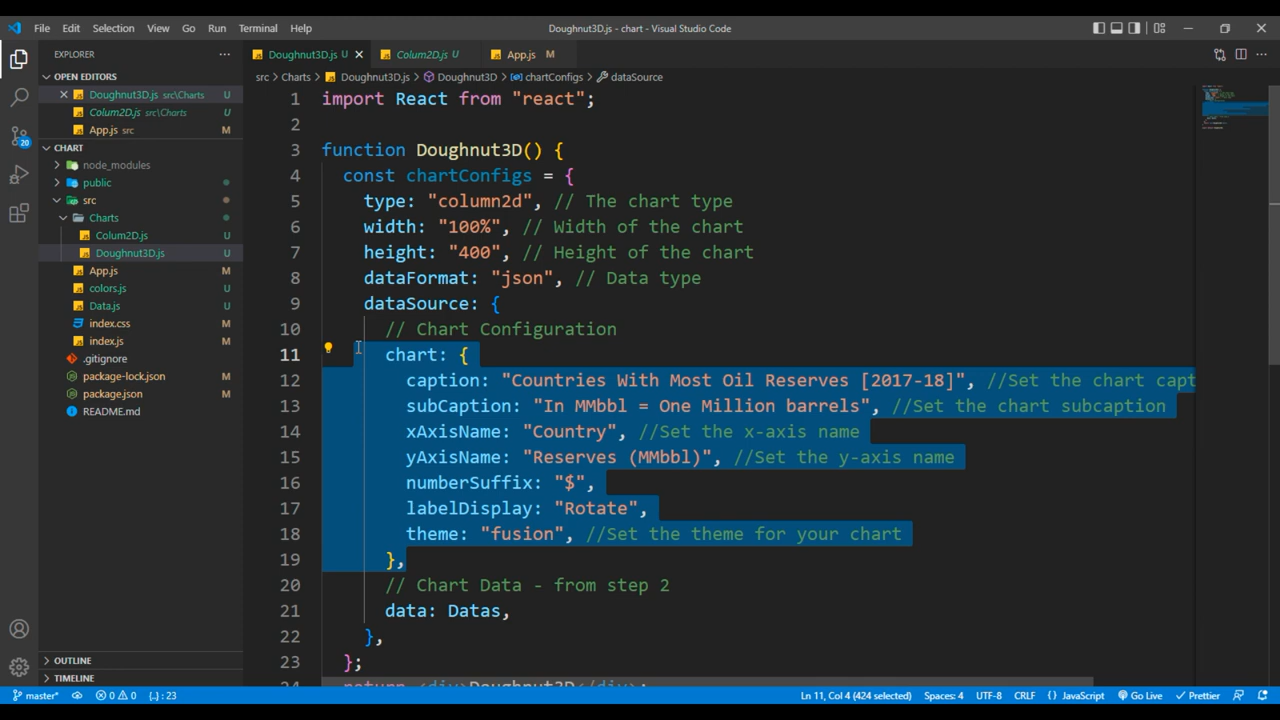 File Edit Selection View Go Run Terminal Help
Doughnut3D.js - chart - Visual Studio Code
EXPLORER
OPEN EDITORS
Doughnut3D.js src\Charts U
Colum2D.js src\Charts U
App.js src M
CHART
node_modules
public
src
Charts
Colum2D.js U
Doughnut3D.js U
App.js M
colors.js U
Data.js U
index.css M
index.js M
.gitignore
package-lock.json M
package.json M
README.md
OUTLINE
TIMELINE
20
Doughnut3D.js U
Colum2D.js U
App.js M
src > Charts > Doughnut3D.js > Doughnut3D > chartConfigs > dataSource
1 import React from "react";
2
3 function Doughnut3D() {
4 const chartConfigs = {
5 type: "column2d", // The chart type
6 width: "100%", // Width of the chart
7 height: "400", // Height of the chart
8 dataFormat: "json", // Data type
9 dataSource: {
10 // Chart Configuration
11 chart: {
12 caption: "Countries With Most Oil Reserves [2017-18]", //Set the chart capt
13 subCaption: "In MMbbl = One Million barrels", //Set the chart subcaption
14 xAxisName: "Country", //Set the x-axis name
15 yAxisName: "Reserves (MMbbl)", //Set the y-axis name
16 numberSuffix: "$",
17 labelDisplay: "Rotate",
18 theme: "fusion", //Set the theme for your chart
19 },
20 // Chart Data - from step 2
21 data: Datas,
22 },
23 };
24 return <div>Doughnut3D</div>;
master* 0 0 {..} : 23
Ln 11, Col 4 (424 selected) Spaces: 4 UTF-8 CRLF {} JavaScript Go Live Prettier